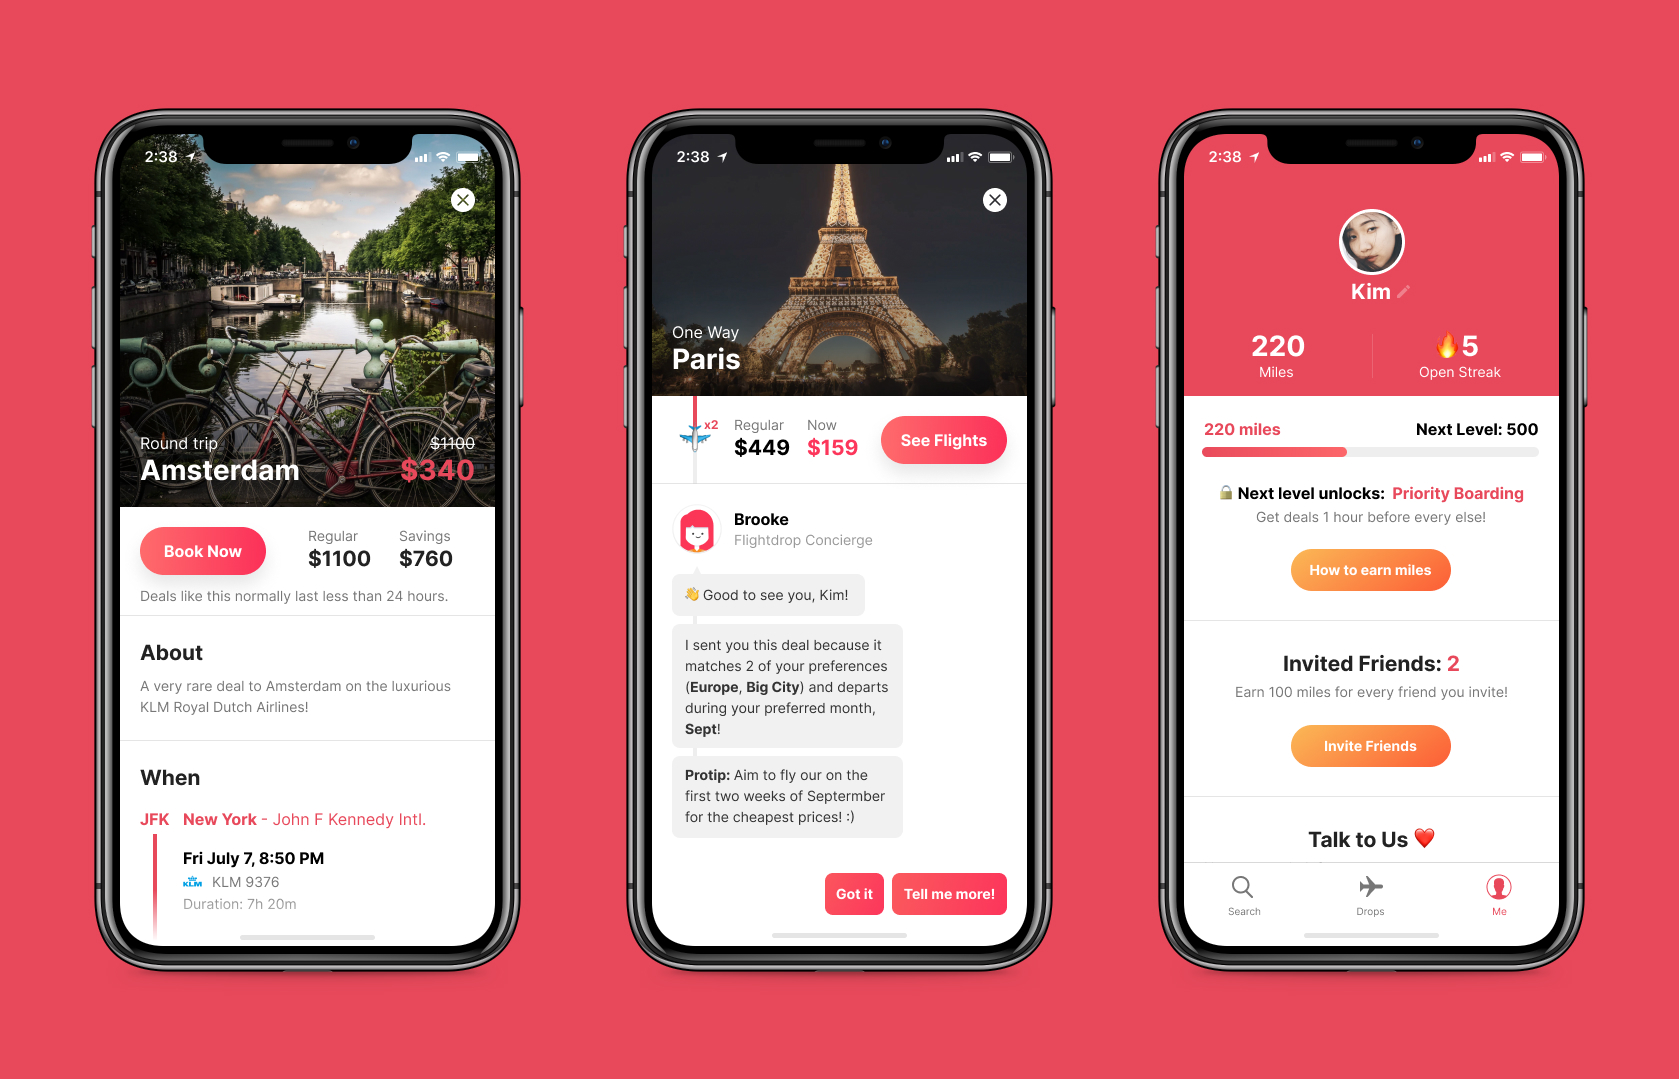 2:38
Round trip
$1100
Amsterdam
$340
Book Now
Regular
Savings
$1100
$760
Deals like this normally last less than 24 hours.
About
A very rare deal to Amsterdam on the luxurious
KLM Royal Dutch Airlines!
When
JFK New York - John F Kennedy Intl.
Fri July 7, 8:50 PM
KLM KLM 9376
Duration: 7h 20m
2:38
One Way
Paris
x2
Regular
Now
$449
$159
See Flights
Brooke
Flightdrop Concierge
👋 Good to see you, Kim!
I sent you this deal because it
matches 2 of your preferences
(Europe, Big City) and departs
during your preferred month,
Sept!
Protip: Aim to fly our on the
first two weeks of Septermber
for the cheapest prices! :)
Got it
Tell me more!
2:38
Kim
220
🔥5
Miles
Open Streak
220 miles
Next Level: 500
🔒 Next level unlocks: Priority Boarding
Get deals 1 hour before every else!
How to earn miles
Invited Friends: 2
Earn 100 miles for every friend you invite!
Invite Friends
Talk to Us ❤️
Search
Drops
Me